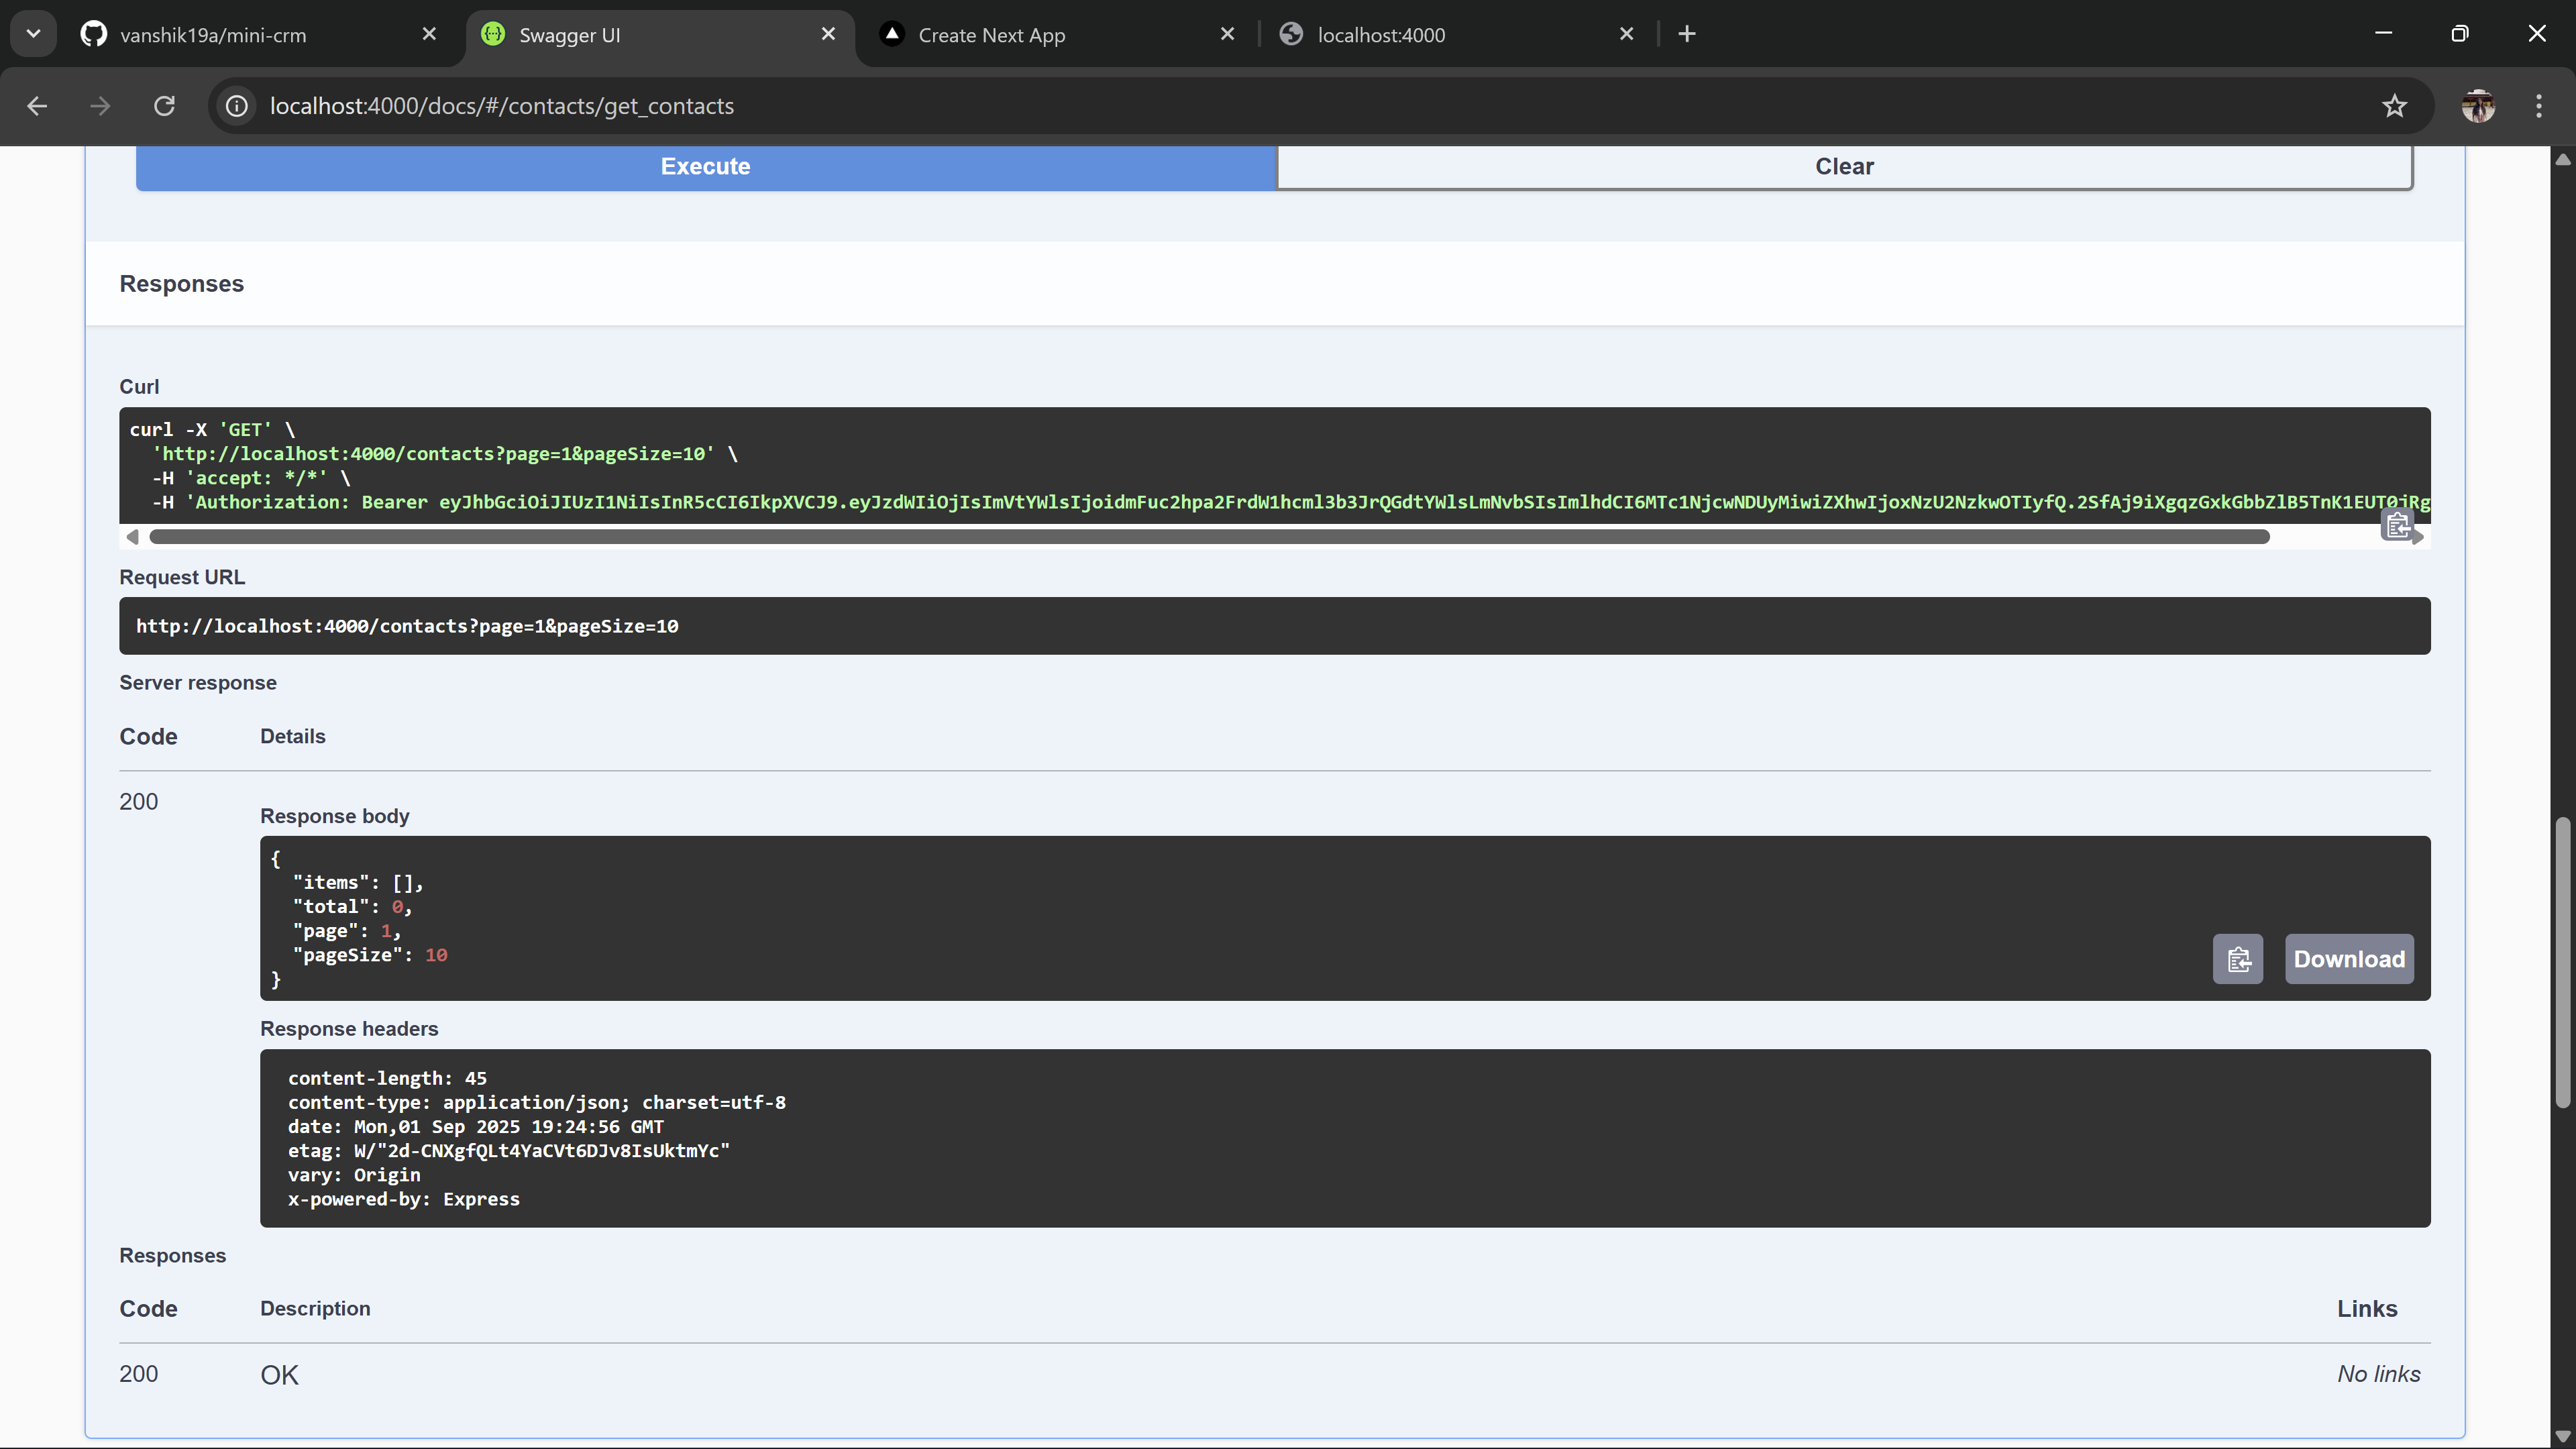 vanshik19a/mini-crm
Swagger UI
Create Next App
localhost:4000
localhost:4000/docs/#/contacts/get_contacts
Execute
Clear
Responses
Curl
curl -X 'GET' \
'http://localhost:4000/contacts?page=1&pageSize=10' \
-H 'accept: */*' \
-H 'Authorization: Bearer eyJhbGciOiJIUzI1NiIsInR5cCI6IkpXVCJ9.eyJzdWIiOjIsImVtYWlsIjoidmFuc2hpa2FrdW1hcml3b3JrQGdtYWlsLmNvbSIsImlhdCI6MTc1NjcwNDUyMiwiZXhwIjoxNzU2NzkwOTIyfQ.2SfAj9iXgqzGxkGbbZlB5TnK1EUT0jRg
Request URL
http://localhost:4000/contacts?page=1&pageSize=10
Server response
Code Details
200
Response body
{
"items": [],
"total": 0,
"page": 1,
"pageSize": 10
}
Download
Response headers
content-length: 45
content-type: application/json; charset=utf-8
date: Mon,01 Sep 2025 19:24:56 GMT
etag: W/"2d-CNXgfQLt4YaCVt6DJv8IsUktmYc"
vary: Origin
x-powered-by: Express
Responses
Code Description Links
200 OK No links